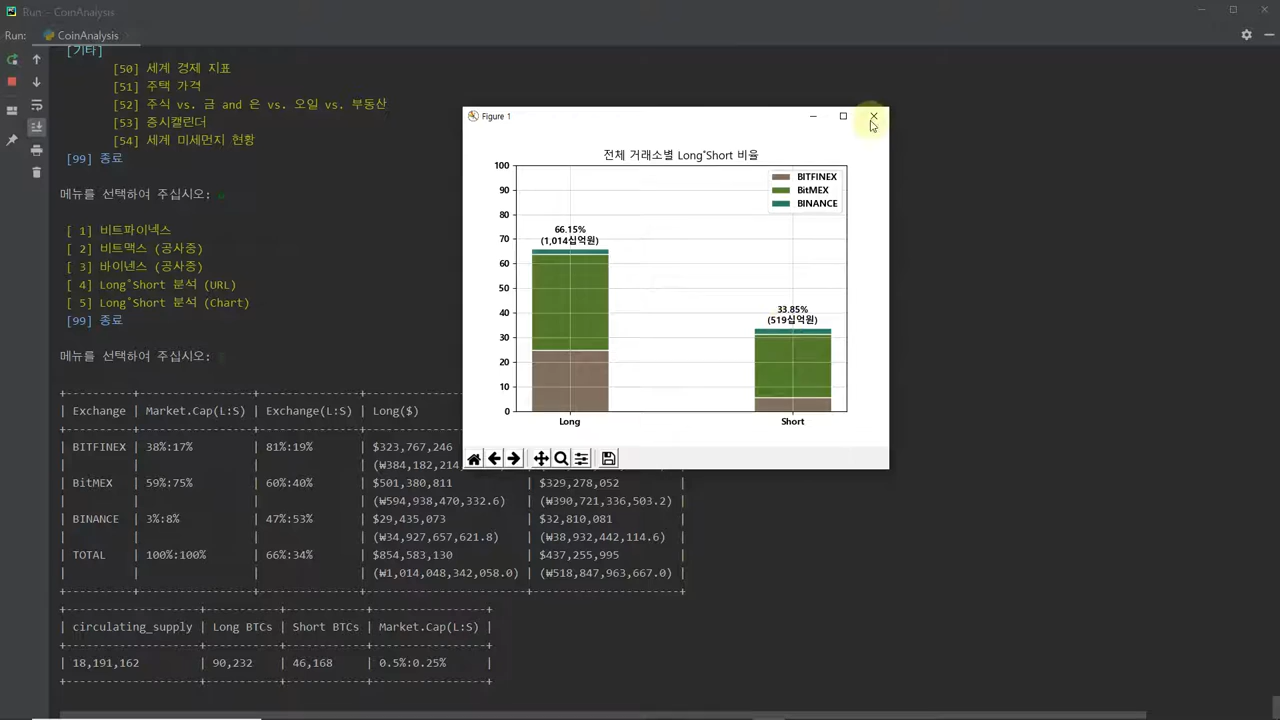 Run: - CoinAnalysis
Run: CoinAnalysis
[기타]
[50] 세계 경제 지표
[51] 주택 가격
[52] 주식 vs. 금 and 은 vs. 오일 vs. 부동산
[53] 증시캘린더
[54] 세계 미세먼지 현황
[99] 종료
메뉴를 선택하여 주십시오:
[ 1] 비트파이넥스
[ 2] 비트맥스 (공사중)
[ 3] 바이넨스 (공사중)
[ 4] Long˚Short 분석 (URL)
[ 5] Long˚Short 분석 (Chart)
[99] 종료
메뉴를 선택하여 주십시오:
| Exchange | Market.Cap(L:S) | Exchange(L:S) | Long($)
| BITFINEX | 38%:17% | 81%:19% | $323,767,246
| | | | (₩384,182,214
| BitMEX | 59%:75% | 60%:40% | $501,380,811 | $329,278,052 |
| | | | (₩594,938,470,332.6) | (₩390,721,336,503.2) |
| BINANCE | 3%:8% | 47%:53% | $29,435,073 | $32,810,081 |
| | | | (₩34,927,657,621.8) | (₩38,932,442,114.6) |
| TOTAL | 100%:100% | 66%:34% | $854,583,130 | $437,255,995 |
| | | | (₩1,014,048,342,058.0) | (₩518,847,963,667.0) |
| circulating_supply | Long BTCs | Short BTCs | Market.Cap(L:S) |
| 18,191,162 | 90,232 | 46,168 | 0.5%:0.25% |
Figure 1
전체 거래소별 Long˚Short 비율
100
90
80
70
60
50
40
30
20
10
0
BITFINEX
BitMEX
BINANCE
66.15%
(1,014십억원)
33.85%
(519십억원)
Long Short